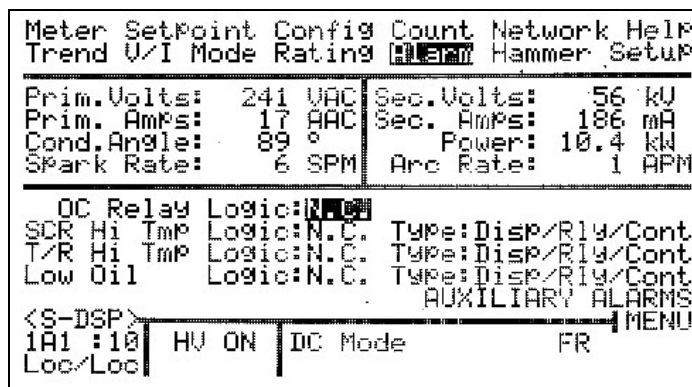 Meter Setpoint Config Count Network Help
Trend V/I Mode Rating Alarm Hammer Setup
Prim.Volts: 241 VAC Sec.Volts: 56 kV
Prim. Amps: 17 AAC Sec. Amps: 186 mA
Cond.Angle: 89 ° Power: 10.4 kW
Spark Rate: 6 SPM Arc Rate: 1 APM
OC Relay Logic:N.C.
SCR Hi Tmp Logic:N.C. Type:Disp/Rly/Cont
T/R Hi Tmp Logic:N.C. Type:Disp/Rly/Cont
Low Oil Logic:N.C. Type:Disp/Rly/Cont
AUXILIARY ALARMS
<S-DSP> MENU
1A1 :10 HV ON DC Mode FR
Loc/Loc